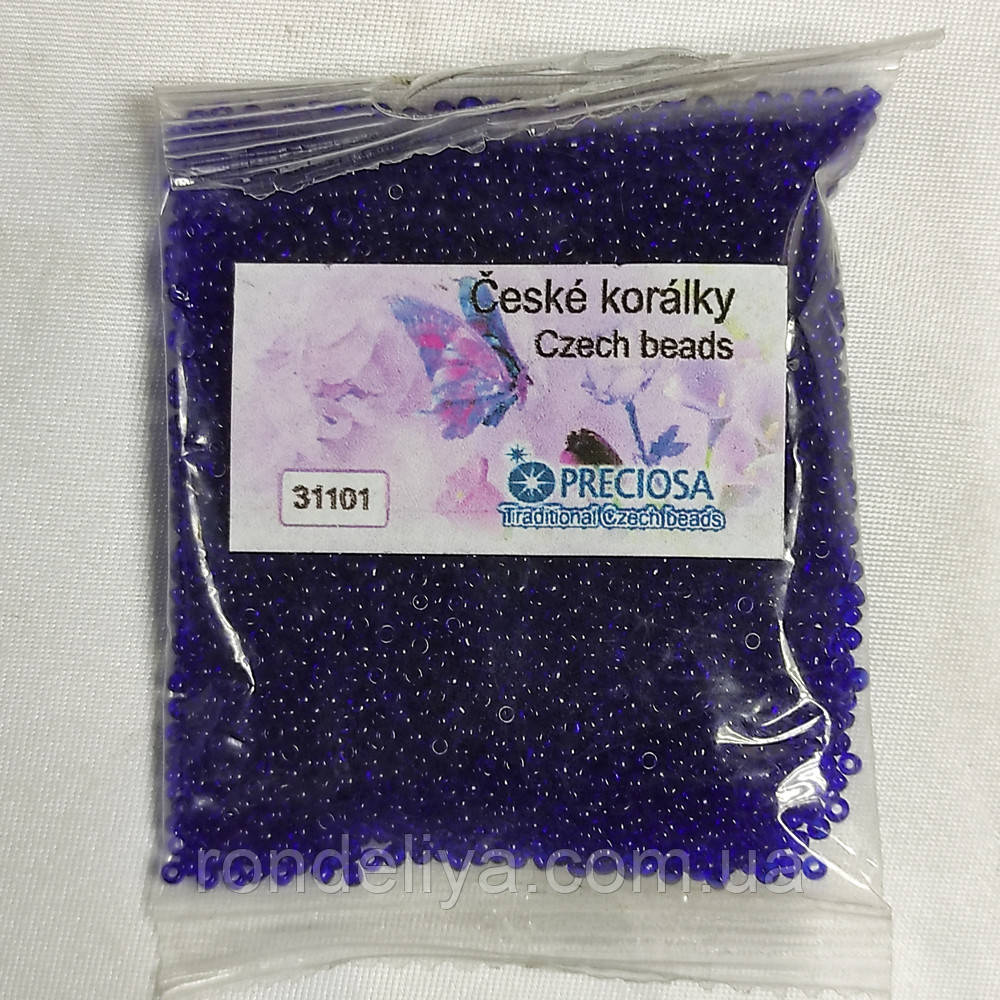 České korálky
Czech beads
31101
PRECIOSA
Traditional Czech beads
rondeliya.com.ua